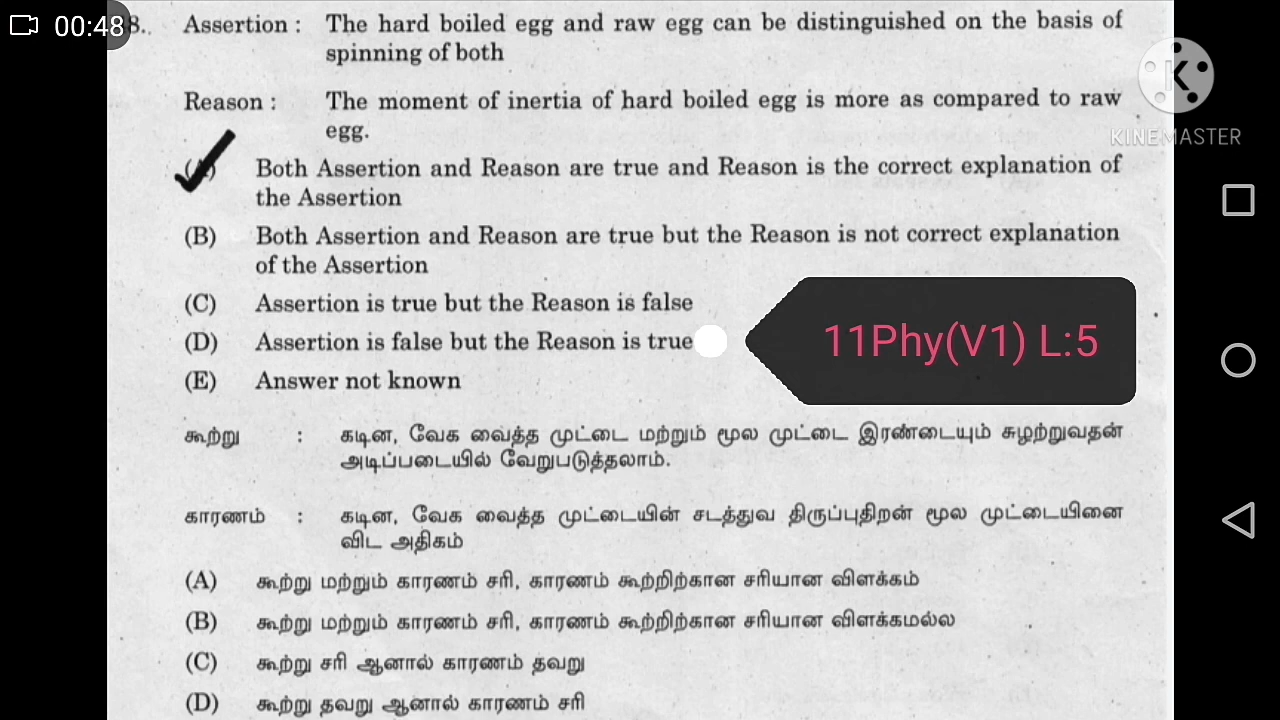 00:48
8. Assertion : The hard boiled egg and raw egg can be distinguished on the basis of
spinning of both
Reason : The moment of inertia of hard boiled egg is more as compared to raw
egg.
KINEMASTER
Both Assertion and Reason are true and Reason is the correct explanation of
the Assertion
(B) Both Assertion and Reason are true but the Reason is not correct explanation
of the Assertion
(C) Assertion is true but the Reason is false
(D) Assertion is false but the Reason is true
11Phy(V1) L:5
(E) Answer not known
கூற்று : கடின, வேக வைத்த முட்டை மற்றும் மூல முட்டை இரண்டையும் சுழற்றுவதன்
அடிப்படையில் வேறுபடுத்தலாம்.
காரணம் : கடின, வேக வைத்த முட்டையின் சடத்துவ திருப்புதிறன் மூல முட்டையினை
விட அதிகம்
(A) கூற்று மற்றும் காரணம் சரி, காரணம் கூற்றிற்கான சரியான விளக்கம்
(B) கூற்று மற்றும் காரணம் சரி, காரணம் கூற்றிற்கான சரியான விளக்கமல்ல
(C) கூற்று சரி ஆனால் காரணம் தவறு
(D) கூற்று தவறு ஆனால் காரணம் சரி